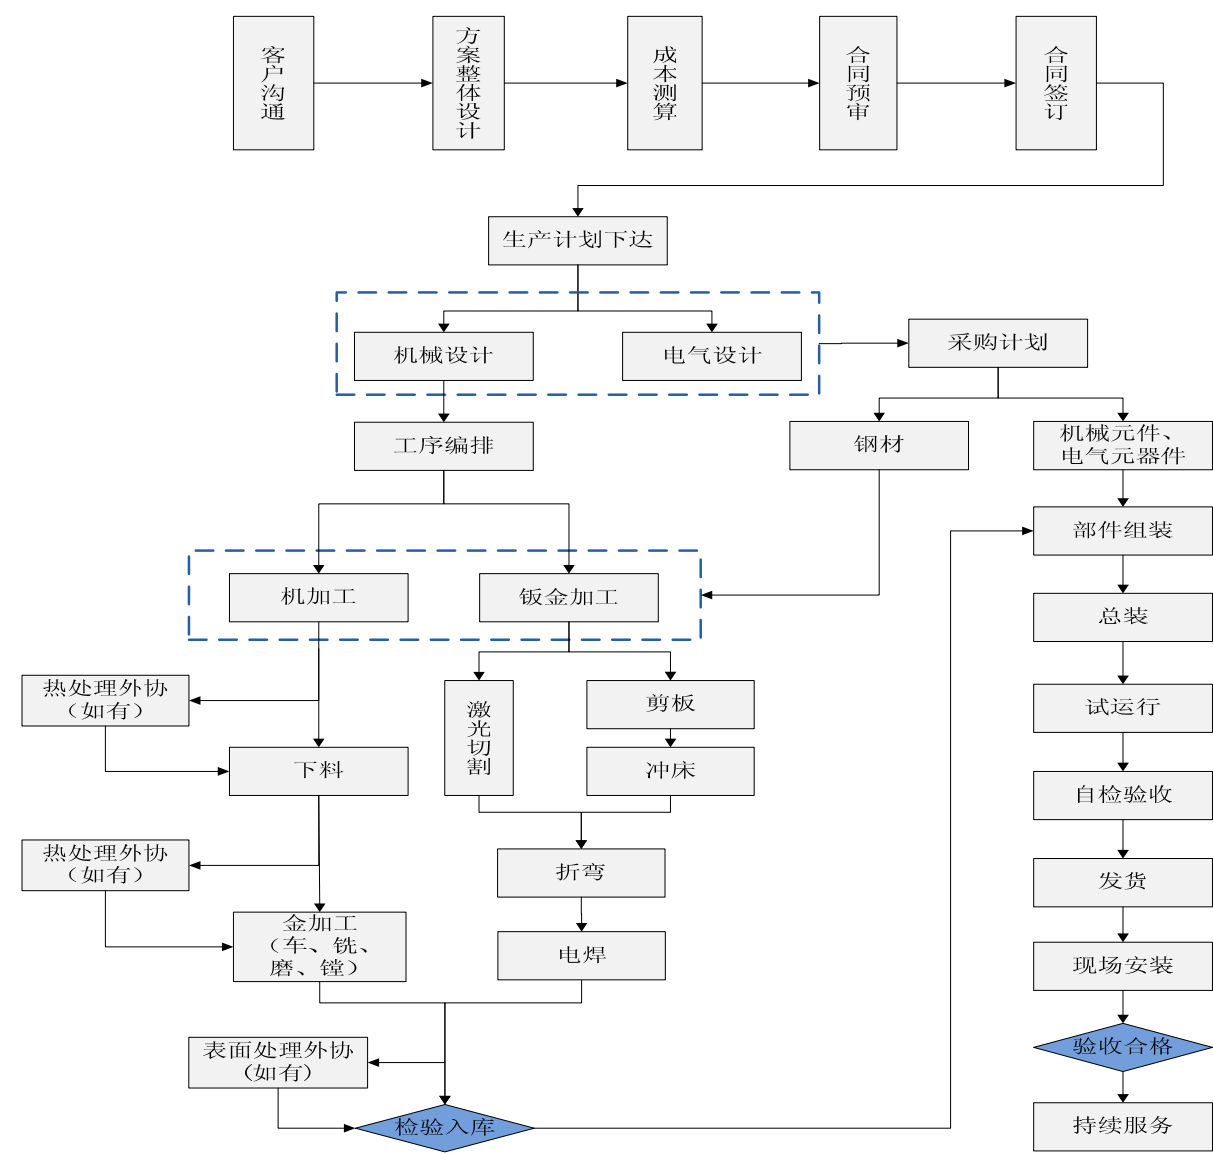 客户沟通
方案整体设计
成本测算
合同预审
合同签订
生产计划下达
机械设计
电气设计
采购计划
工序编排
钢材
机械元件、
电气元器件
部件组装
机加工
钣金加工
总装
热处理外协
（如有）
激光切割
剪板
试运行
下料
冲床
自检验收
热处理外协
（如有）
折弯
发货
金加工
（车、铣、
磨、镗）
电焊
现场安装
表面处理外协
（如有）
验收合格
检验入库
持续服务